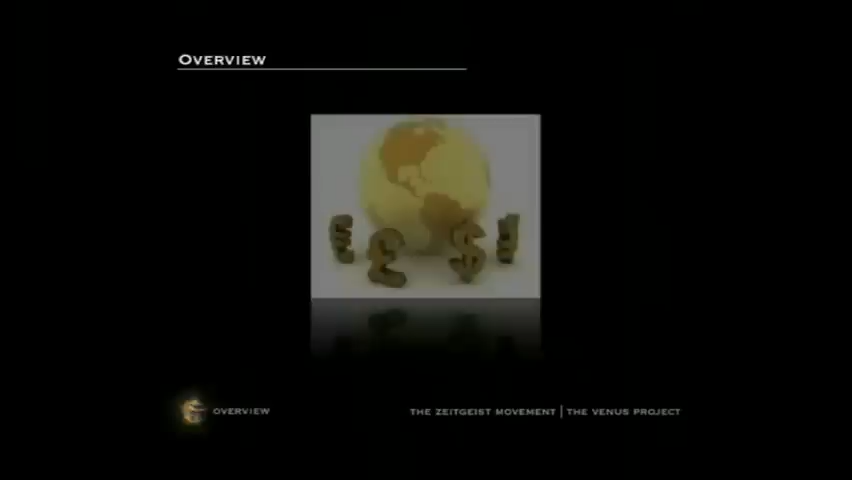 OVERVIEW
€ £ $ ¥
OVERVIEW
THE ZEITGEIST MOVEMENT | THE VENUS PROJECT